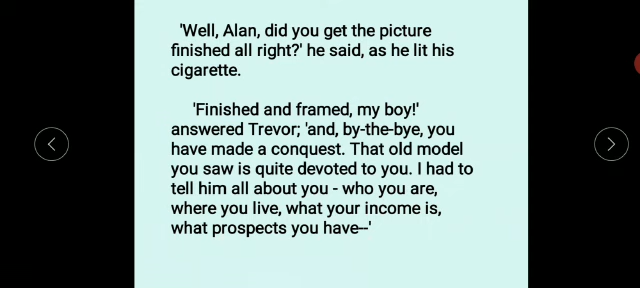 'Well, Alan, did you get the picture
finished all right?' he said, as he lit his
cigarette.
'Finished and framed, my boy!'
answered Trevor; 'and, by-the-bye, you
have made a conquest. That old model
you saw is quite devoted to you. I had to
tell him all about you - who you are,
where you live, what your income is,
what prospects you have--'